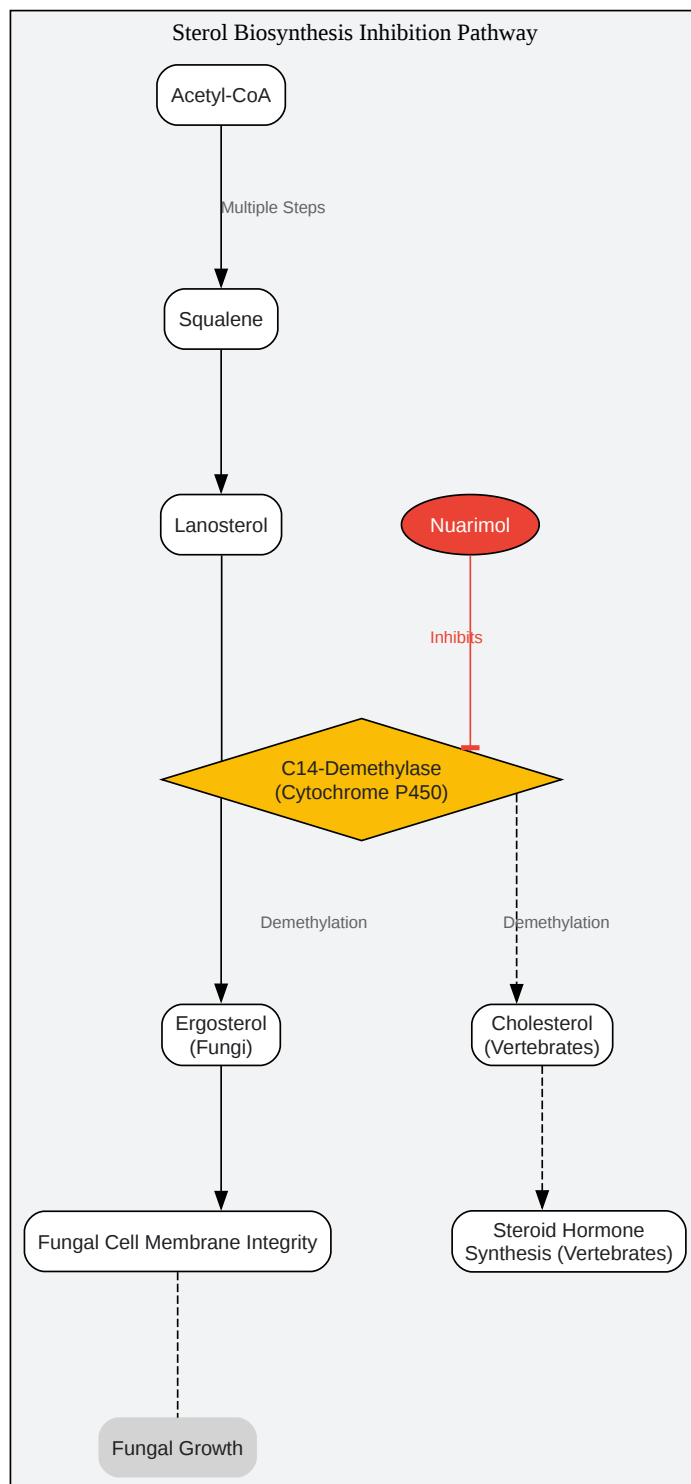 Sterol Biosynthesis Inhibition Pathway
Acetyl-CoA
Multiple Steps
Squalene
Lanosterol
Nuarimol
Inhibits
C14-Demethylase
(Cytochrome P450)
Demethylation
Demethylation
Ergosterol
(Fungi)
Cholesterol
(Vertebrates)
Fungal Cell Membrane Integrity
Steroid Hormone
Synthesis (Vertebrates)
Fungal Growth